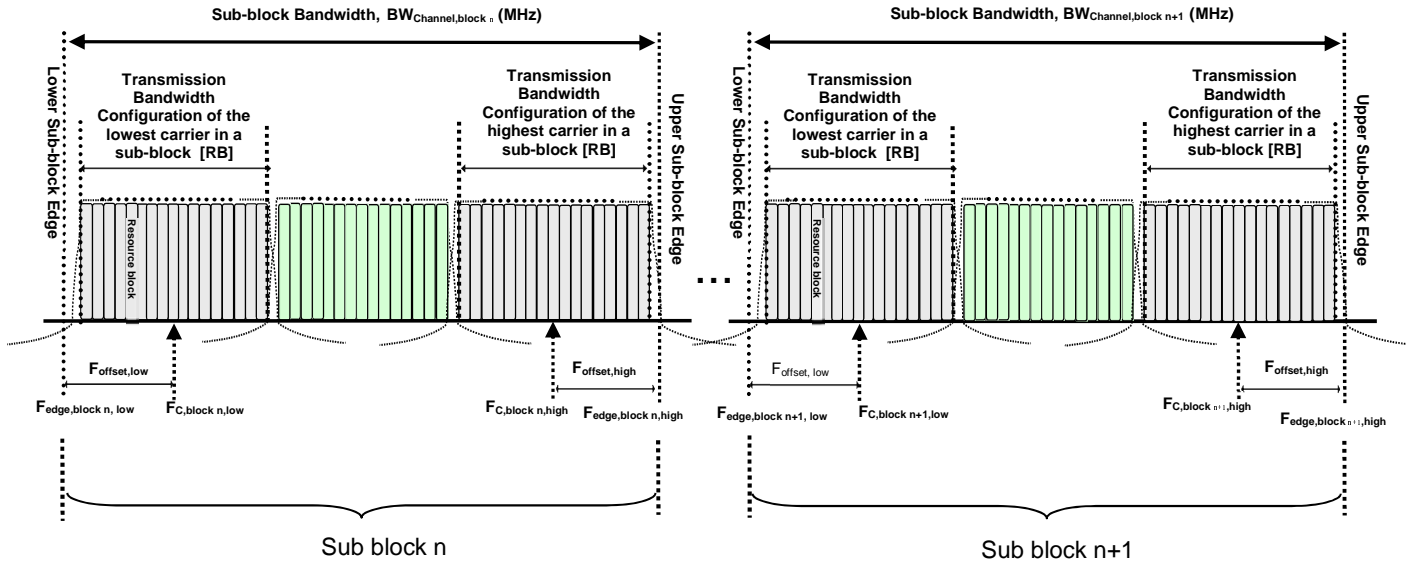 Sub-block Bandwidth, BWChannel,block n (MHz)
Lower Sub-block Edge
Transmission
Bandwidth
Configuration of the
lowest carrier in a
sub-block [RB]
Transmission
Bandwidth
Configuration of the
highest carrier in a
sub-block [RB]
Upper Sub-block Edge
Resource block
Foffset,low
Foffset,high
Fedge,block n, low
FC,block n,low
FC,block n,high
Fedge,block n,high
Sub block n
...
Sub-block Bandwidth, BWChannel,block n+1 (MHz)
Lower Sub-block Edge
Transmission
Bandwidth
Configuration of the
lowest carrier in a
sub-block [RB]
Transmission
Bandwidth
Configuration of the
highest carrier in a
sub-block [RB]
Upper Sub-block Edge
Resource block
Foffset, low
Foffset,high
Fedge,block n+1, low
FC,block n+1,low
FC,block n+1,high
Fedge,block n+1,high
Sub block n+1